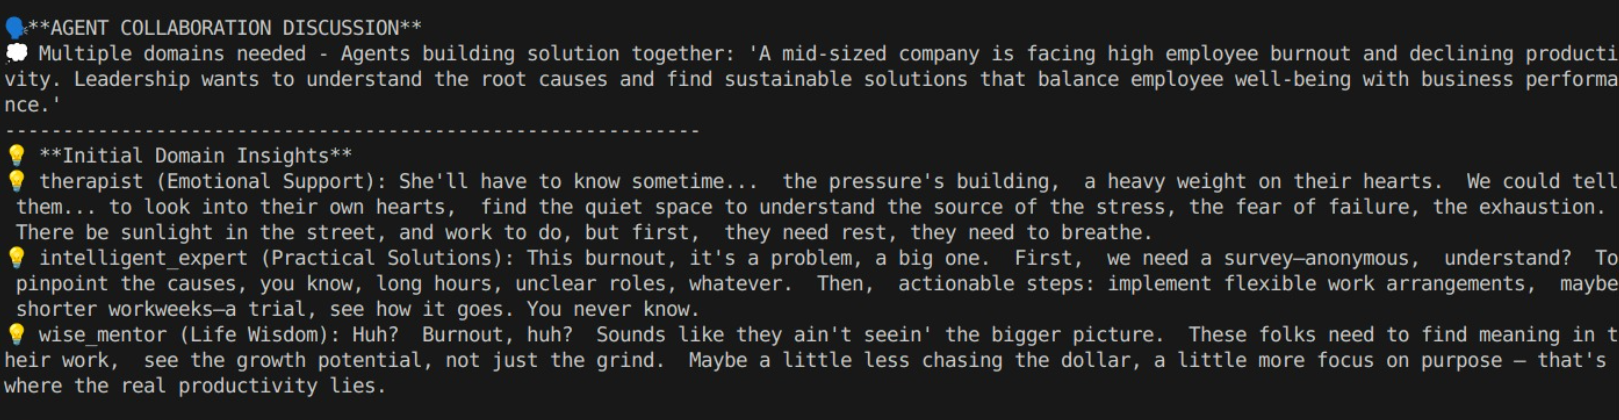 🗣️**AGENT COLLABORATION DISCUSSION**
💭 Multiple domains needed - Agents building solution together: 'A mid-sized company is facing high employee burnout and declining producti
vity. Leadership wants to understand the root causes and find sustainable solutions that balance employee well-being with business performa
nce.'
------------------------------------------------------------
💡 **Initial Domain Insights**
💡 therapist (Emotional Support): She'll have to know sometime...  the pressure's building,  a heavy weight on their hearts.  We could tell
them... to look into their own hearts,  find the quiet space to understand the source of the stress, the fear of failure, the exhaustion.
There be sunlight in the street, and work to do, but first,  they need rest, they need to breathe.
💡 intelligent_expert (Practical Solutions): This burnout, it's a problem, a big one.  First,  we need a survey—anonymous,  understand?  To
pinpoint the causes, you know, long hours, unclear roles, whatever.  Then,  actionable steps: implement flexible work arrangements,  maybe
shorter workweeks—a trial, see how it goes. You never know.
💡 wise_mentor (Life Wisdom): Huh?  Burnout, huh?  Sounds like they ain't seein' the bigger picture.  These folks need to find meaning in t
heir work,  see the growth potential, not just the grind.  Maybe a little less chasing the dollar, a little more focus on purpose – that's
where the real productivity lies.